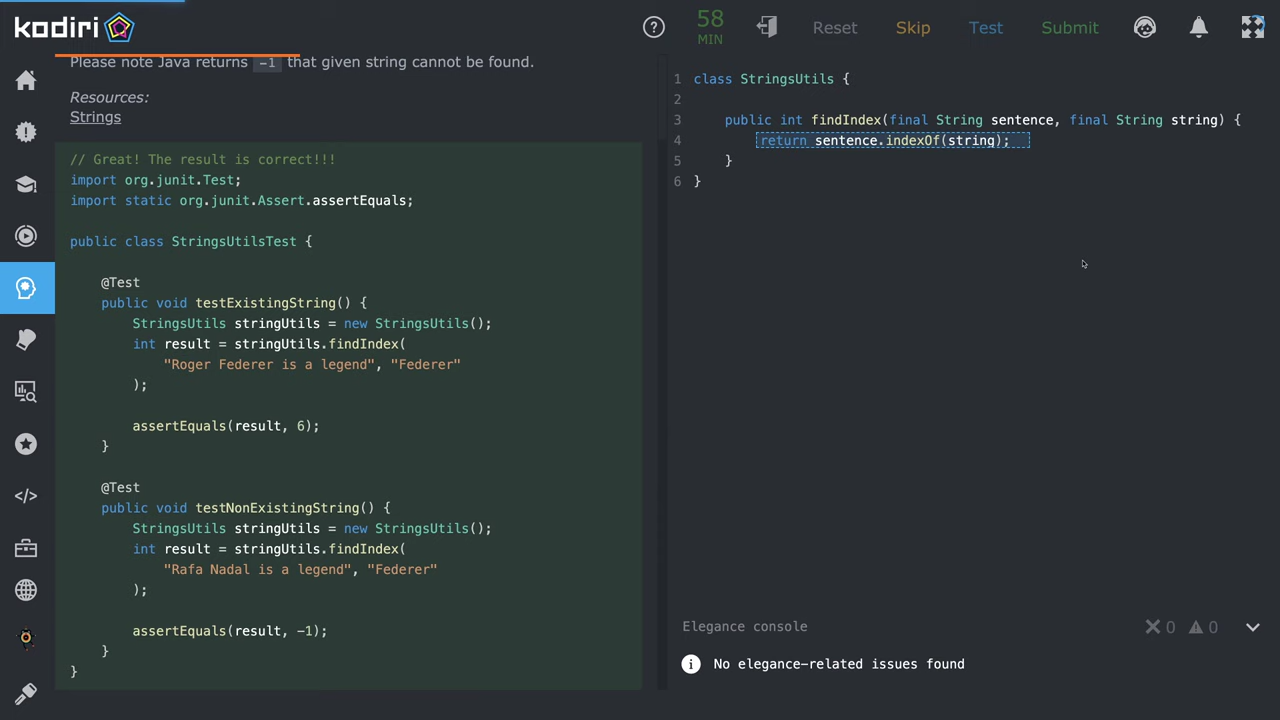 kodiri
58
MIN
Reset
Skip
Test
Submit
Please note Java returns -1 that given string cannot be found.
Resources:
Strings
// Great! The result is correct!!!
import org.junit.Test;
import static org.junit.Assert.assertEquals;
public class StringsUtilsTest {
@Test
public void testExistingString() {
StringsUtils stringUtils = new StringsUtils();
int result = stringUtils.findIndex(
"Roger Federer is a legend", "Federer"
);
assertEquals(result, 6);
}
@Test
public void testNonExistingString() {
StringsUtils stringUtils = new StringsUtils();
int result = stringUtils.findIndex(
"Rafa Nadal is a legend", "Federer"
);
assertEquals(result, -1);
}
}
1 class StringsUtils {
2
3 public int findIndex(final String sentence, final String string) {
4 return sentence.indexOf(string);
5 }
6 }
Elegance console
0 0
No elegance-related issues found